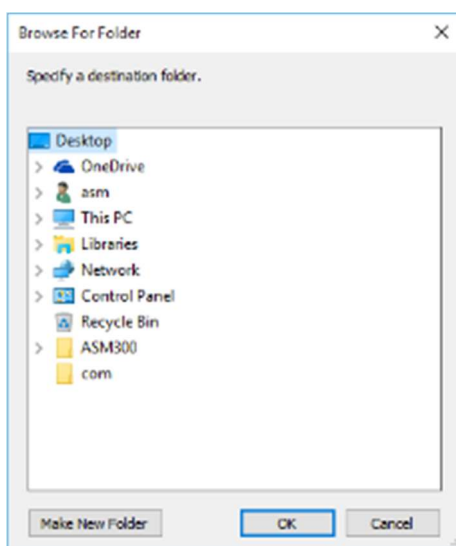 Browse For Folder
Specify a destination folder.
Desktop
OneDrive
asm
This PC
Libraries
Network
Control Panel
Recycle Bin
ASM300
com
Make New Folder OK Cancel